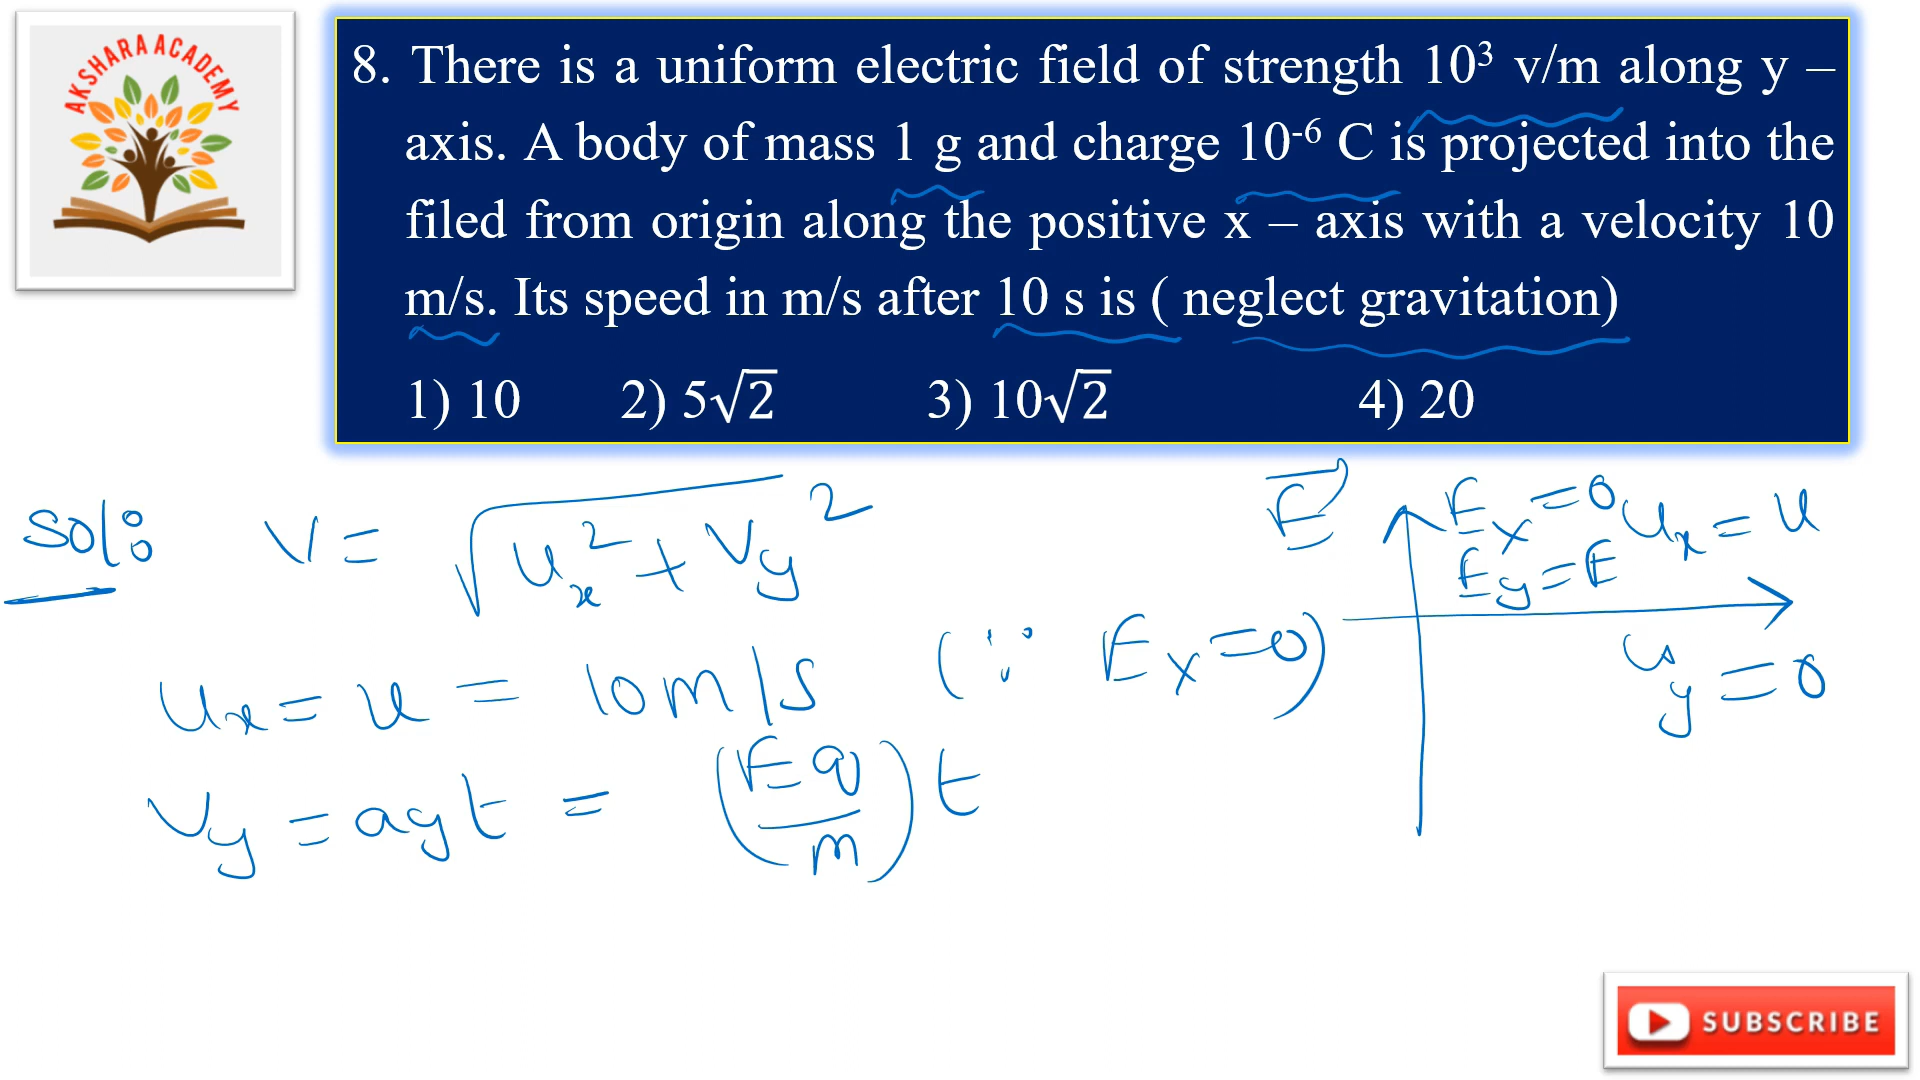 AKSHARA ACADEMY
8. There is a uniform electric field of strength 10³ v/m along y –
axis. A body of mass 1 g and charge 10⁻⁶ C is projected into the
filed from origin along the positive x – axis with a velocity 10
m/s. Its speed in m/s after 10 s is ( neglect gravitation)
1) 10 2) 5√2 3) 10√2 4) 20
Sol: V = √(uₓ² + Vy²)
E⃗ Eₓ = 0 uₓ = u
Ey = E
uy = 0
uₓ = u = 10 m/s (∵ Eₓ = 0)
Vy = ayt = (Eq/m) t
SUBSCRIBE